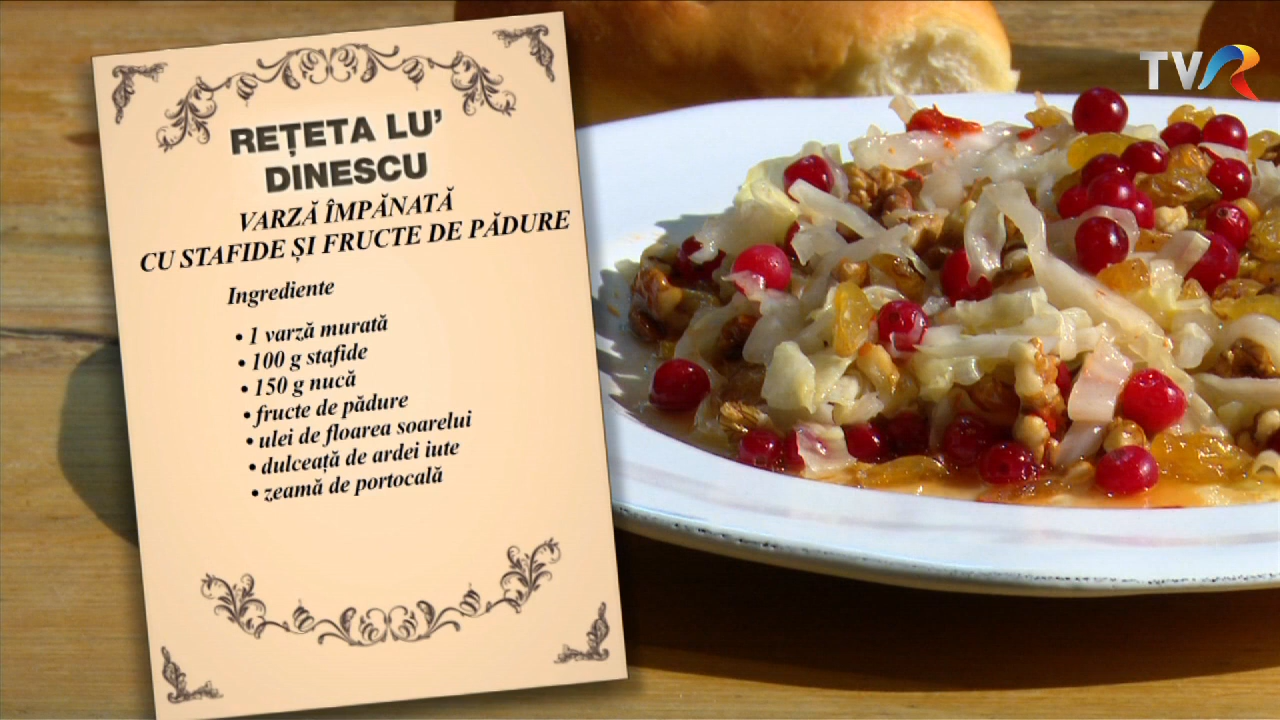 REȚETA LU'
DINESCU
VARZĂ ÎMPĂNATĂ
CU STAFIDE ȘI FRUCTE DE PĂDURE
Ingrediente
• 1 varză murată
• 100 g stafide
• 150 g nucă
• fructe de pădure
• ulei de floarea soarelui
• dulceață de ardei iute
• zeamă de portocală
TVR